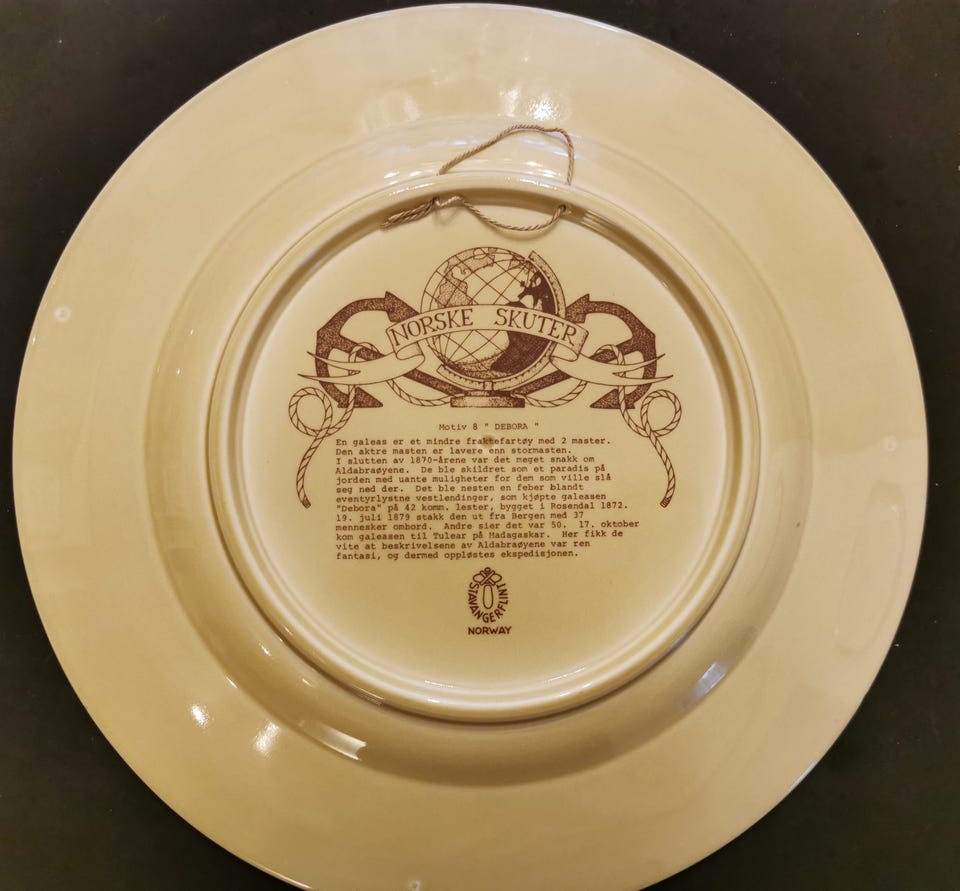 NORSKE SKUTER
Motiv 8 " DEBORA "
En galeas er et mindre fraktefartøy med 2 master.
Den aktre masten er lavere enn stormasten.
I slutten av 1870-årene var det meget snakk om
Aldabraøyene. De ble skildret som et paradis på
jorden med uante muligheter for dem som ville slå
seg ned der. Det ble nesten en feber blandt
eventyrlystne vestlendinger, som kjøpte galeasen
"Debora" på 42 komm. lester, bygget i Rosendal 1872.
19. juli 1879 stakk den ut fra Bergen med 37
mennesker ombord. Andre sier det var 50. 17. oktober
kom galeasen til Tulear på Madagaskar. Her fikk de
vite at beskrivelsene av Aldabraøyene var ren
fantasi, og dermed oppløstes ekspedisjonen.
STAVANGERFLINT
NORWAY